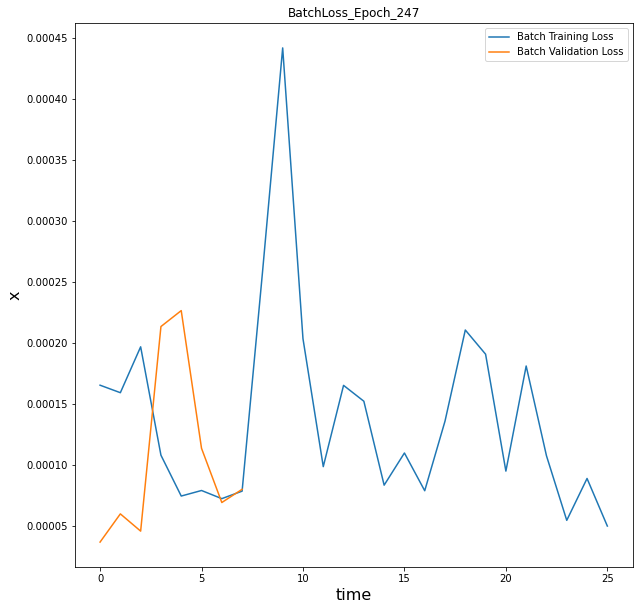 BatchLoss_Epoch_247
Batch Training Loss
Batch Validation Loss
0.00045
0.00040
0.00035
0.00030
0.00025
0.00020
0.00015
0.00010
0.00005
x
0 5 10 15 20 25
time